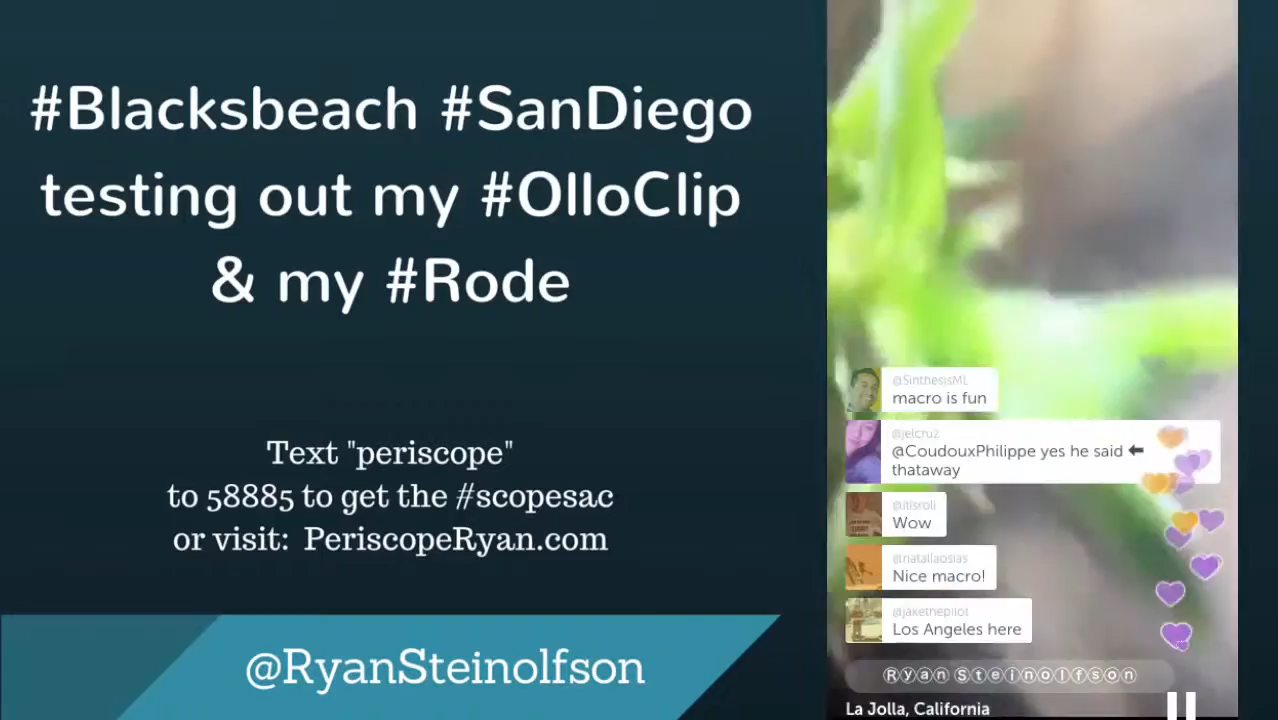 #Blacksbeach #SanDiego
testing out my #OlloClip
& my #Rode
Text "periscope"
to 58885 to get the #scopesac
or visit: PeriscopeRyan.com
@RyanSteinolfson
@SinthesisML
macro is fun
@jelcru2
@CoudouxPhilippe yes he said ⬅
thataway
@itisroli
Wow
@nataliaosias
Nice macro!
@jakethepilot
Los Angeles here
Ⓡⓨⓐⓝ Ⓢⓣⓔⓘⓝⓞⓛⓕⓢⓞⓝ
La Jolla, California